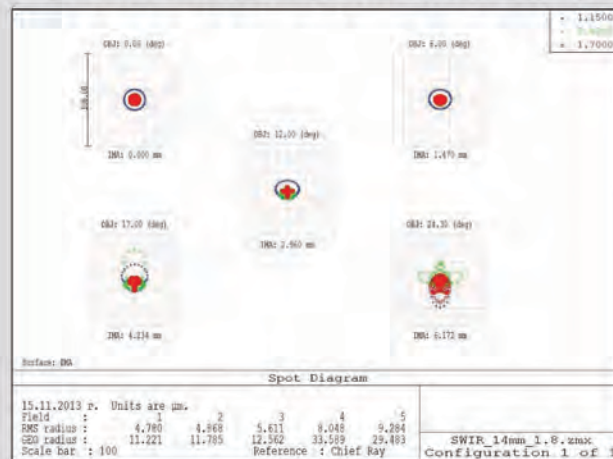 1.1500
1.7000
OBJ: 0.00 (deg)
OBJ: 6.00 (deg)
100.00
OBJ: 12.00 (deg)
IMA: 0.000 mm
IMA: 1.470 mm
OBJ: 17.00 (deg)
IMA: 2.960 mm
IMA: 4.234 mm
IMA: 6.172 mm
Surface: IMA
Spot Diagram
15.11.2013 г. Units are µm.
Field : 1 2 3 4 5
RMS radius : 4.780 4.868 5.611 8.048 9.284
GEO radius : 11.221 11.785 12.562 33.589 29.483
Scale bar : 100 Reference : Chief Ray
SWIR_14mm_1.8.zmx
Configuration 1 of